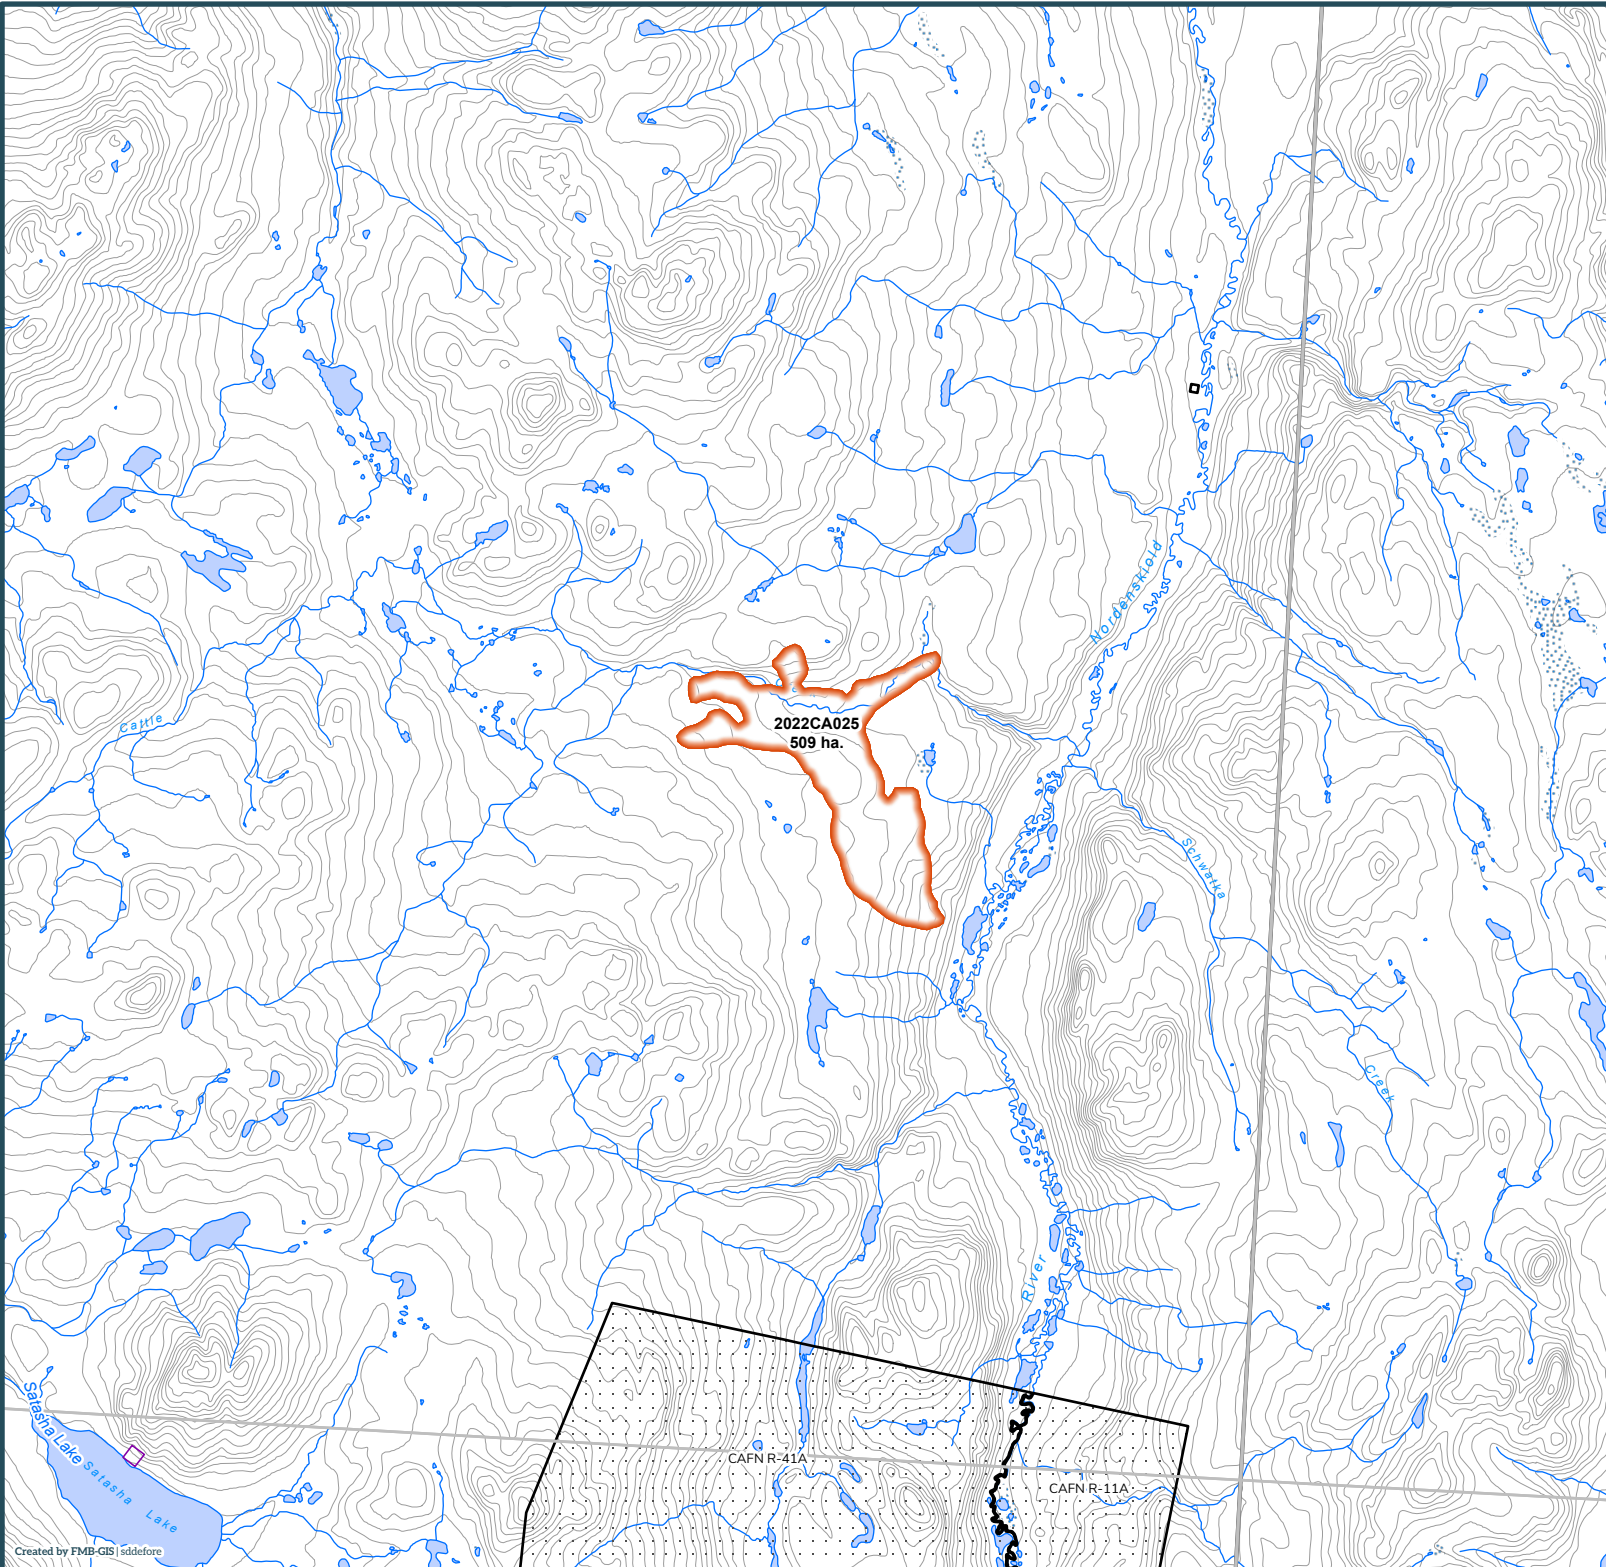 Nordenskiold
Cattle
2022CA025
509 ha.
Schwatka
Creek
River
Satasha Lake
Satasha Lake
CAFN R-41A
CAFN R-11A
Created by FMB-GIS | sddefore